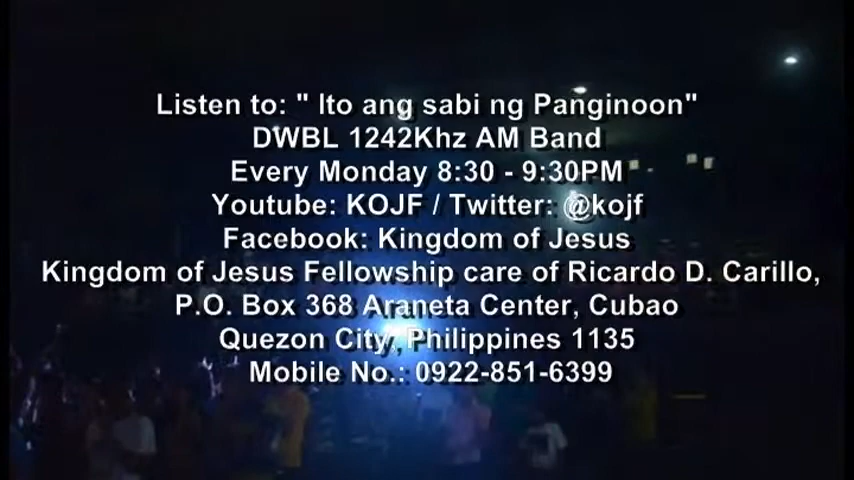 Listen to: " Ito ang sabi ng Panginoon"
DWBL 1242Khz AM Band
Every Monday 8:30 - 9:30PM
Youtube: KOJF / Twitter: @kojf
Facebook: Kingdom of Jesus
Kingdom of Jesus Fellowship care of Ricardo D. Carillo,
P.O. Box 368 Araneta Center, Cubao
Quezon City, Philippines 1135
Mobile No.: 0922-851-6399